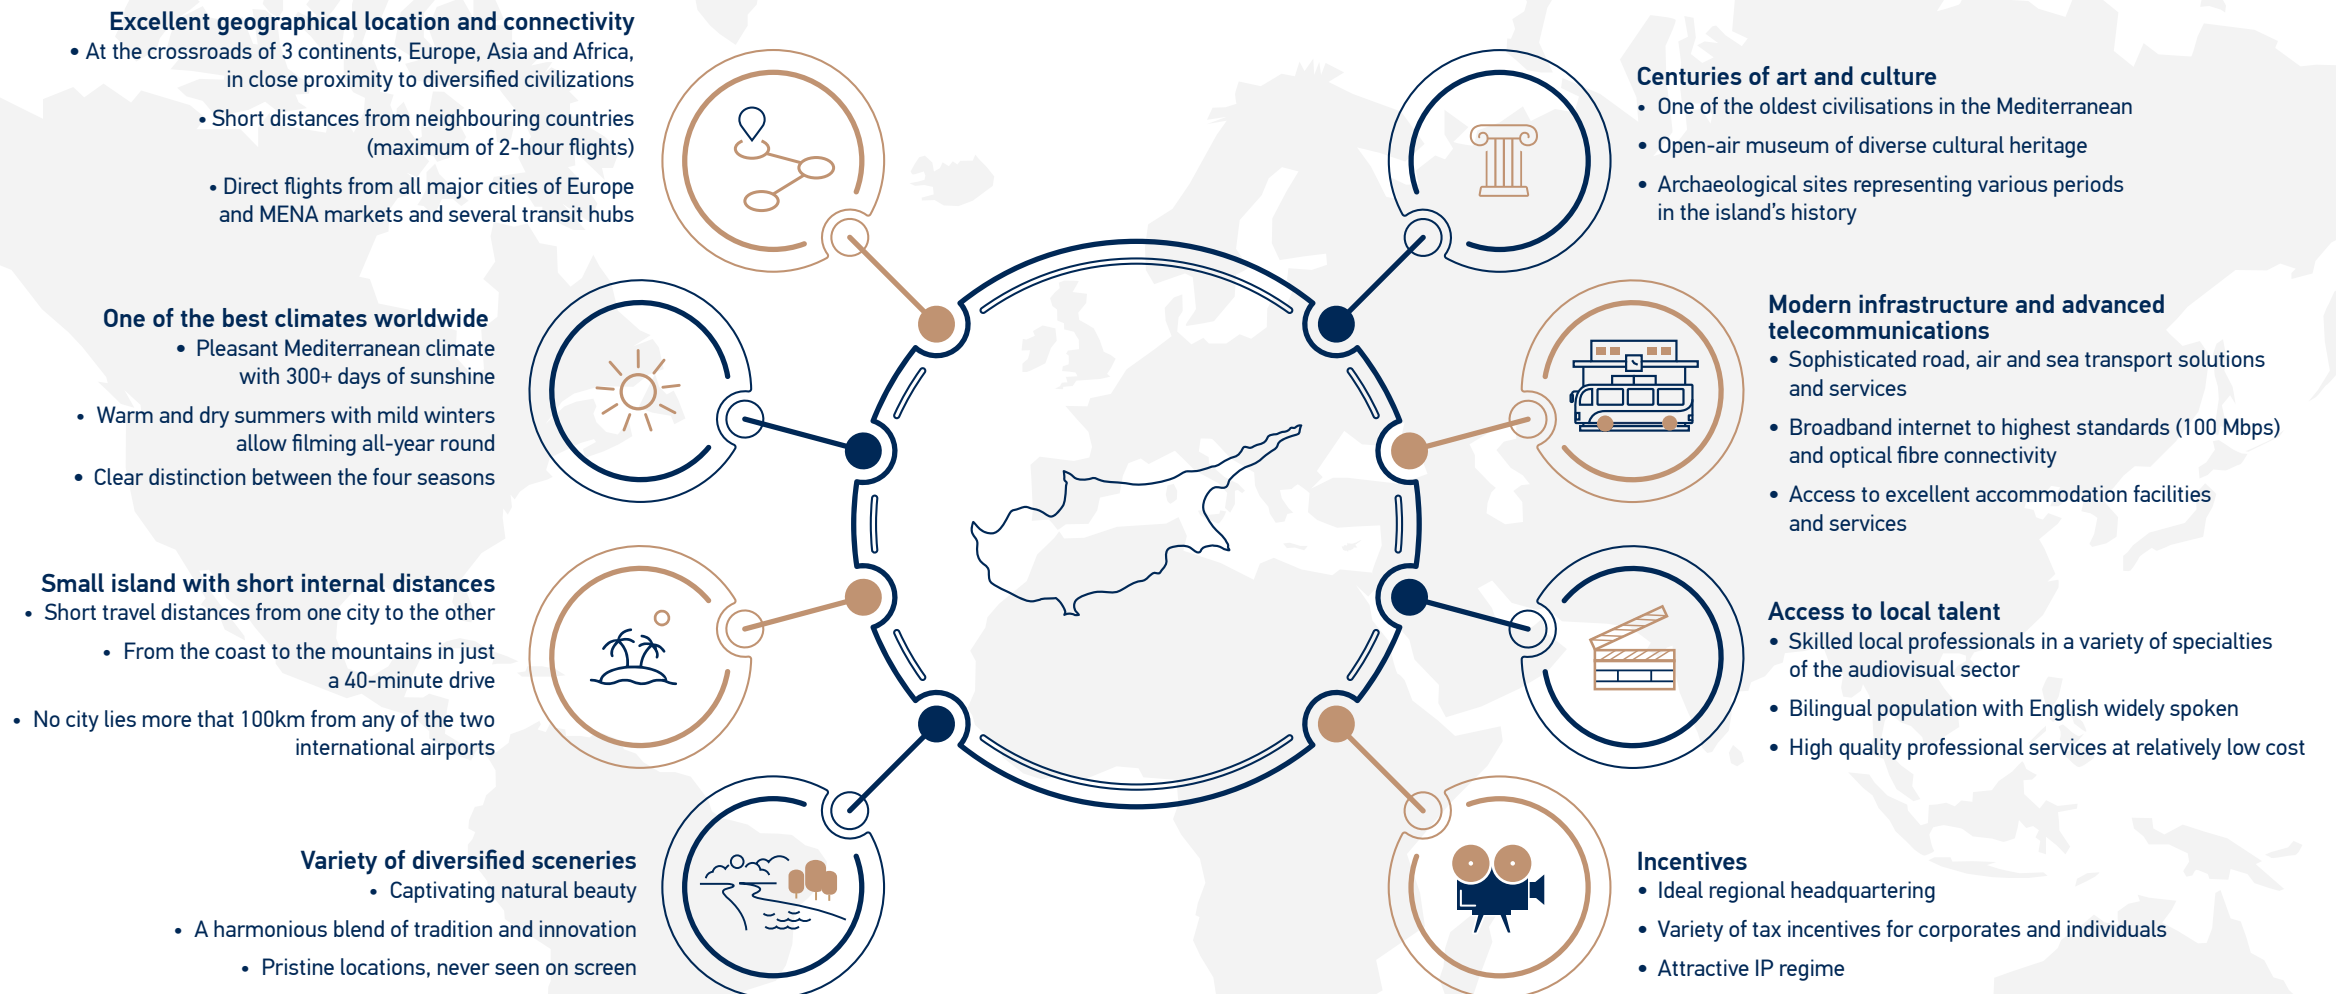 Excellent geographical location and connectivity
• At the crossroads of 3 continents, Europe, Asia and Africa,
in close proximity to diversified civilizations
• Short distances from neighbouring countries
(maximum of 2-hour flights)
• Direct flights from all major cities of Europe
and MENA markets and several transit hubs
One of the best climates worldwide
• Pleasant Mediterranean climate
with 300+ days of sunshine
• Warm and dry summers with mild winters
allow filming all-year round
• Clear distinction between the four seasons
Small island with short internal distances
• Short travel distances from one city to the other
• From the coast to the mountains in just
a 40-minute drive
• No city lies more that 100km from any of the two
international airports
Variety of diversified sceneries
• Captivating natural beauty
• A harmonious blend of tradition and innovation
• Pristine locations, never seen on screen
Centuries of art and culture
• One of the oldest civilisations in the Mediterranean
• Open-air museum of diverse cultural heritage
• Archaeological sites representing various periods
in the island's history
Modern infrastructure and advanced
telecommunications
• Sophisticated road, air and sea transport solutions
and services
• Broadband internet to highest standards (100 Mbps)
and optical fibre connectivity
• Access to excellent accommodation facilities
and services
Access to local talent
• Skilled local professionals in a variety of specialties
of the audiovisual sector
• Bilingual population with English widely spoken
• High quality professional services at relatively low cost
Incentives
• Ideal regional headquartering
• Variety of tax incentives for corporates and individuals
• Attractive IP regime